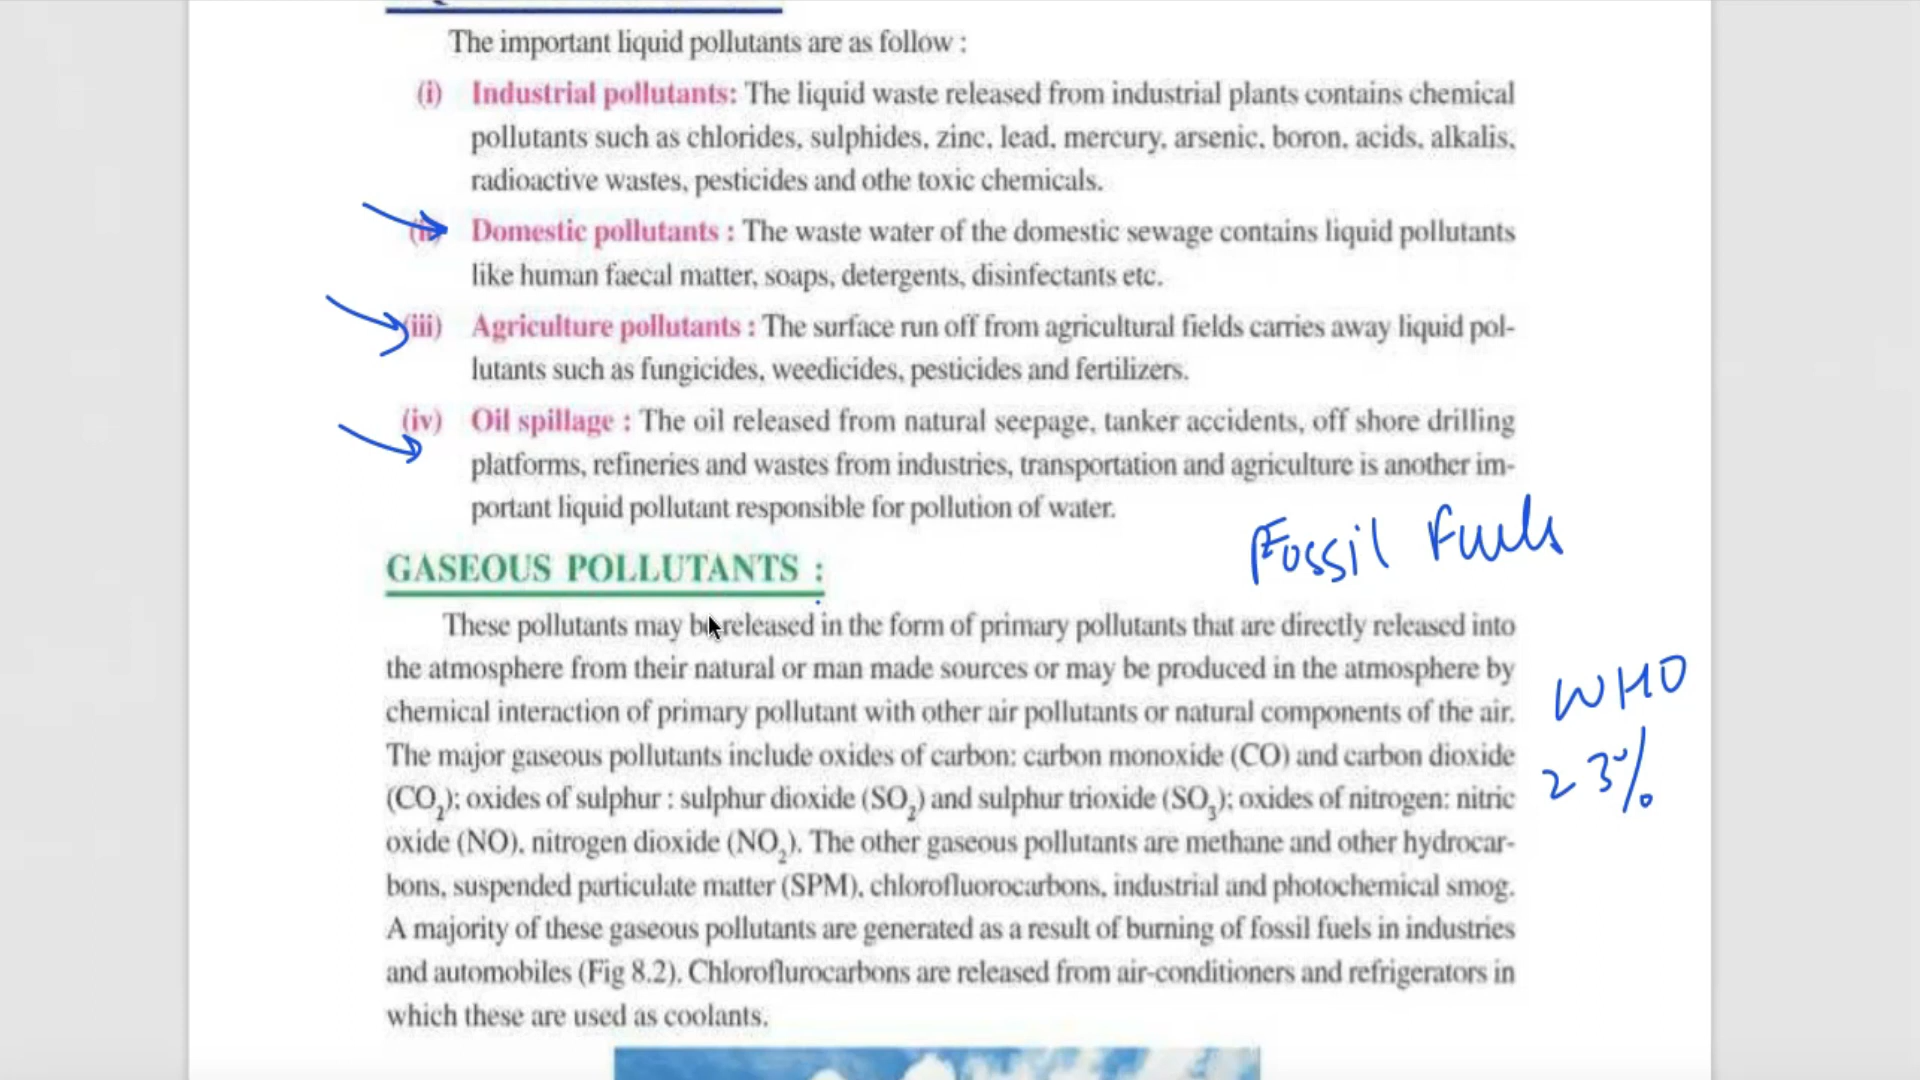 The important liquid pollutants are as follow :
(i) Industrial pollutants: The liquid waste released from industrial plants contains chemical
pollutants such as chlorides, sulphides, zinc, lead, mercury, arsenic, boron, acids, alkalis,
radioactive wastes, pesticides and othe toxic chemicals.
(ii) Domestic pollutants : The waste water of the domestic sewage contains liquid pollutants
like human faecal matter, soaps, detergents, disinfectants etc.
(iii) Agriculture pollutants : The surface run off from agricultural fields carries away liquid pol-
lutants such as fungicides, weedicides, pesticides and fertilizers.
(iv) Oil spillage : The oil released from natural seepage, tanker accidents, off shore drilling
platforms, refineries and wastes from industries, transportation and agriculture is another im-
portant liquid pollutant responsible for pollution of water.
Fossil Fuels
GASEOUS POLLUTANTS :
These pollutants may be released in the form of primary pollutants that are directly released into
the atmosphere from their natural or man made sources or may be produced in the atmosphere by
chemical interaction of primary pollutant with other air pollutants or natural components of the air.
WHO
The major gaseous pollutants include oxides of carbon: carbon monoxide (CO) and carbon dioxide
23%
(CO₂); oxides of sulphur : sulphur dioxide (SO₂) and sulphur trioxide (SO₃); oxides of nitrogen: nitric
oxide (NO), nitrogen dioxide (NO₂). The other gaseous pollutants are methane and other hydrocar-
bons, suspended particulate matter (SPM), chlorofluorocarbons, industrial and photochemical smog.
A majority of these gaseous pollutants are generated as a result of burning of fossil fuels in industries
and automobiles (Fig 8.2). Chloroflurocarbons are released from air-conditioners and refrigerators in
which these are used as coolants.